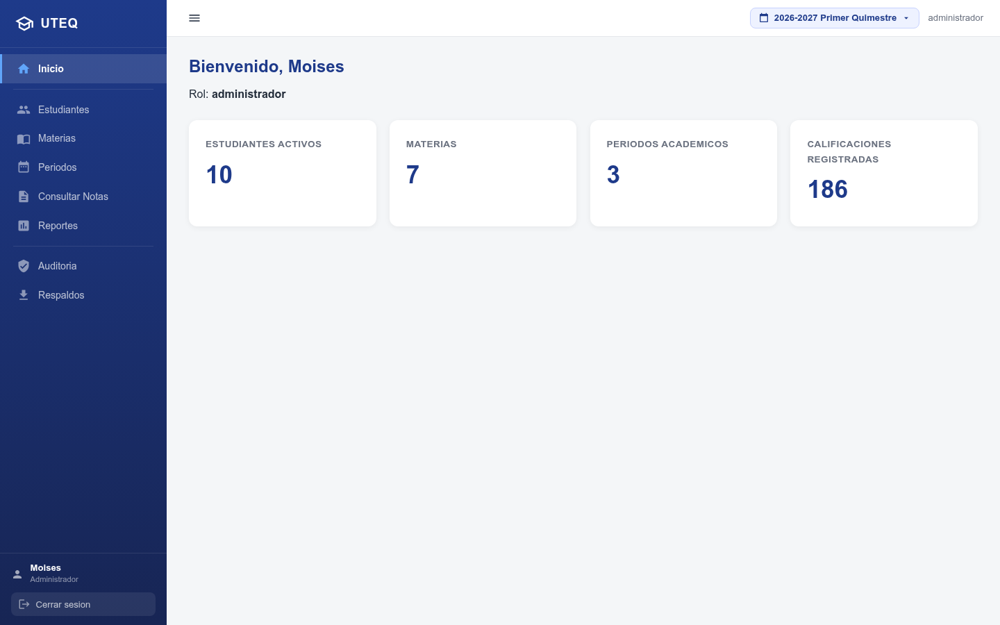 UTEQ
Inicio
Estudiantes
Materias
Periodos
Consultar Notas
Reportes
Auditoria
Respaldos
Moises
Administrador
Cerrar sesion
2026-2027 Primer Quimestre
administrador
Bienvenido, Moises
Rol: administrador
ESTUDIANTES ACTIVOS
10
MATERIAS
7
PERIODOS ACADEMICOS
3
CALIFICACIONES
REGISTRADAS
186